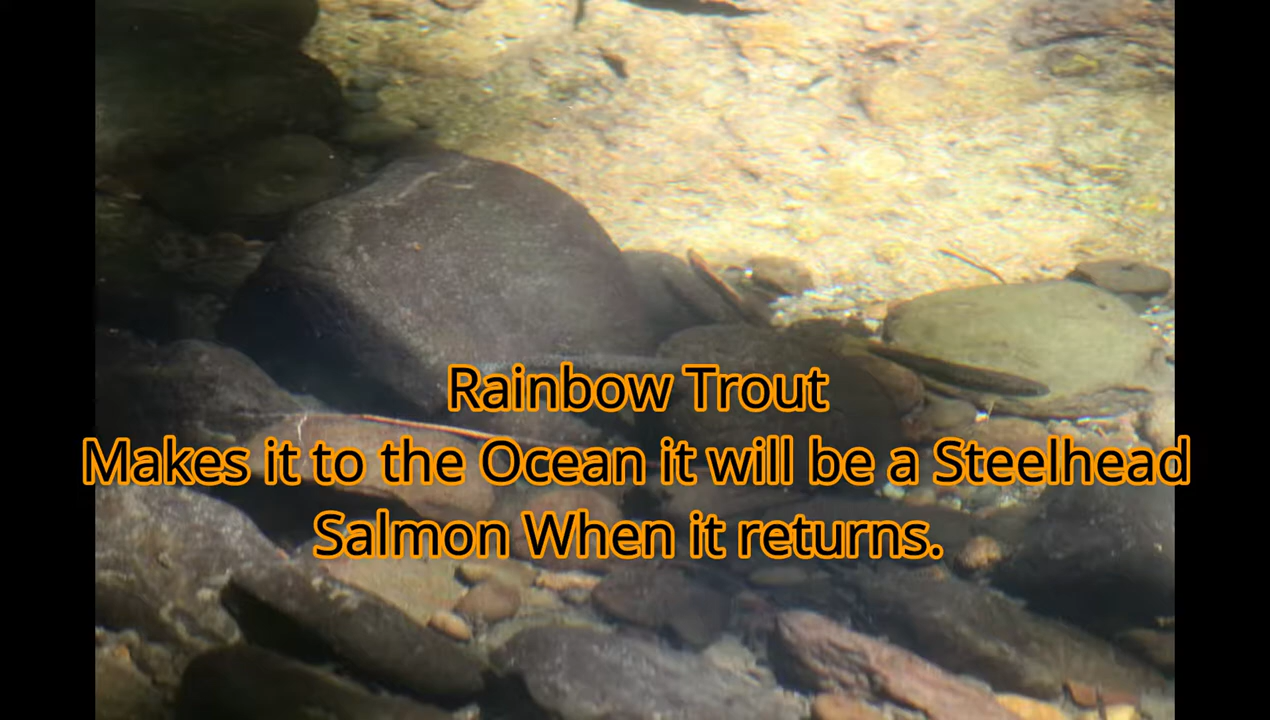 Rainbow Trout
Makes it to the Ocean it will be a Steelhead
Salmon When it returns.